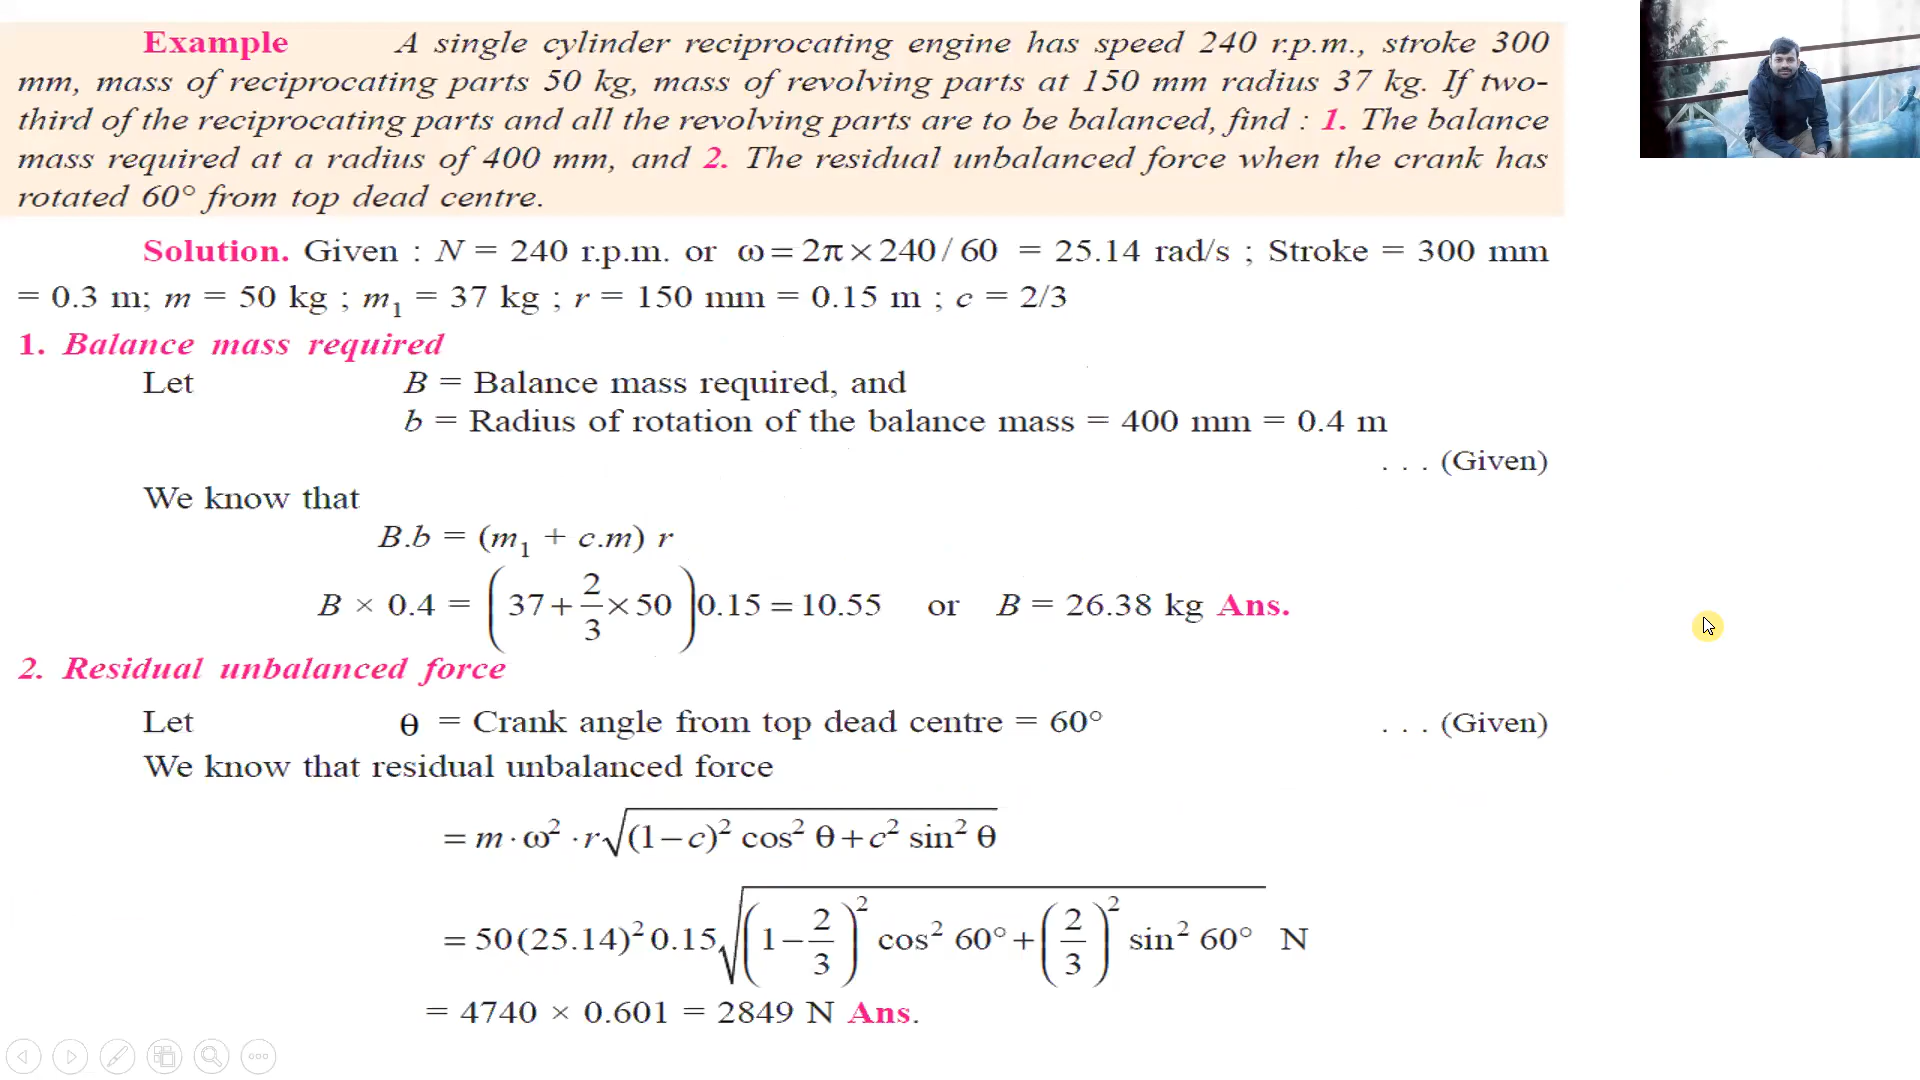 Example A single cylinder reciprocating engine has speed 240 r.p.m., stroke 300
mm, mass of reciprocating parts 50 kg, mass of revolving parts at 150 mm radius 37 kg. If two-
third of the reciprocating parts and all the revolving parts are to be balanced, find : 1. The balance
mass required at a radius of 400 mm, and 2. The residual unbalanced force when the crank has
rotated 60° from top dead centre.
Solution. Given : N = 240 r.p.m. or ω = 2π × 240 / 60 = 25.14 rad/s ; Stroke = 300 mm
= 0.3 m; m = 50 kg ; m₁ = 37 kg ; r = 150 mm = 0.15 m ; c = 2/3
1. Balance mass required
Let B = Balance mass required, and
b = Radius of rotation of the balance mass = 400 mm = 0.4 m
. . . (Given)
We know that
B.b = (m₁ + c.m) r
B × 0.4 = (37 + 2/3 × 50) 0.15 = 10.55 or B = 26.38 kg Ans.
2. Residual unbalanced force
Let θ = Crank angle from top dead centre = 60° . . . (Given)
We know that residual unbalanced force
= m · ω² · r √((1 − c)² cos² θ + c² sin² θ)
= 50 (25.14)² 0.15 √((1 − 2/3)² cos² 60° + (2/3)² sin² 60°) N
= 4740 × 0.601 = 2849 N Ans.